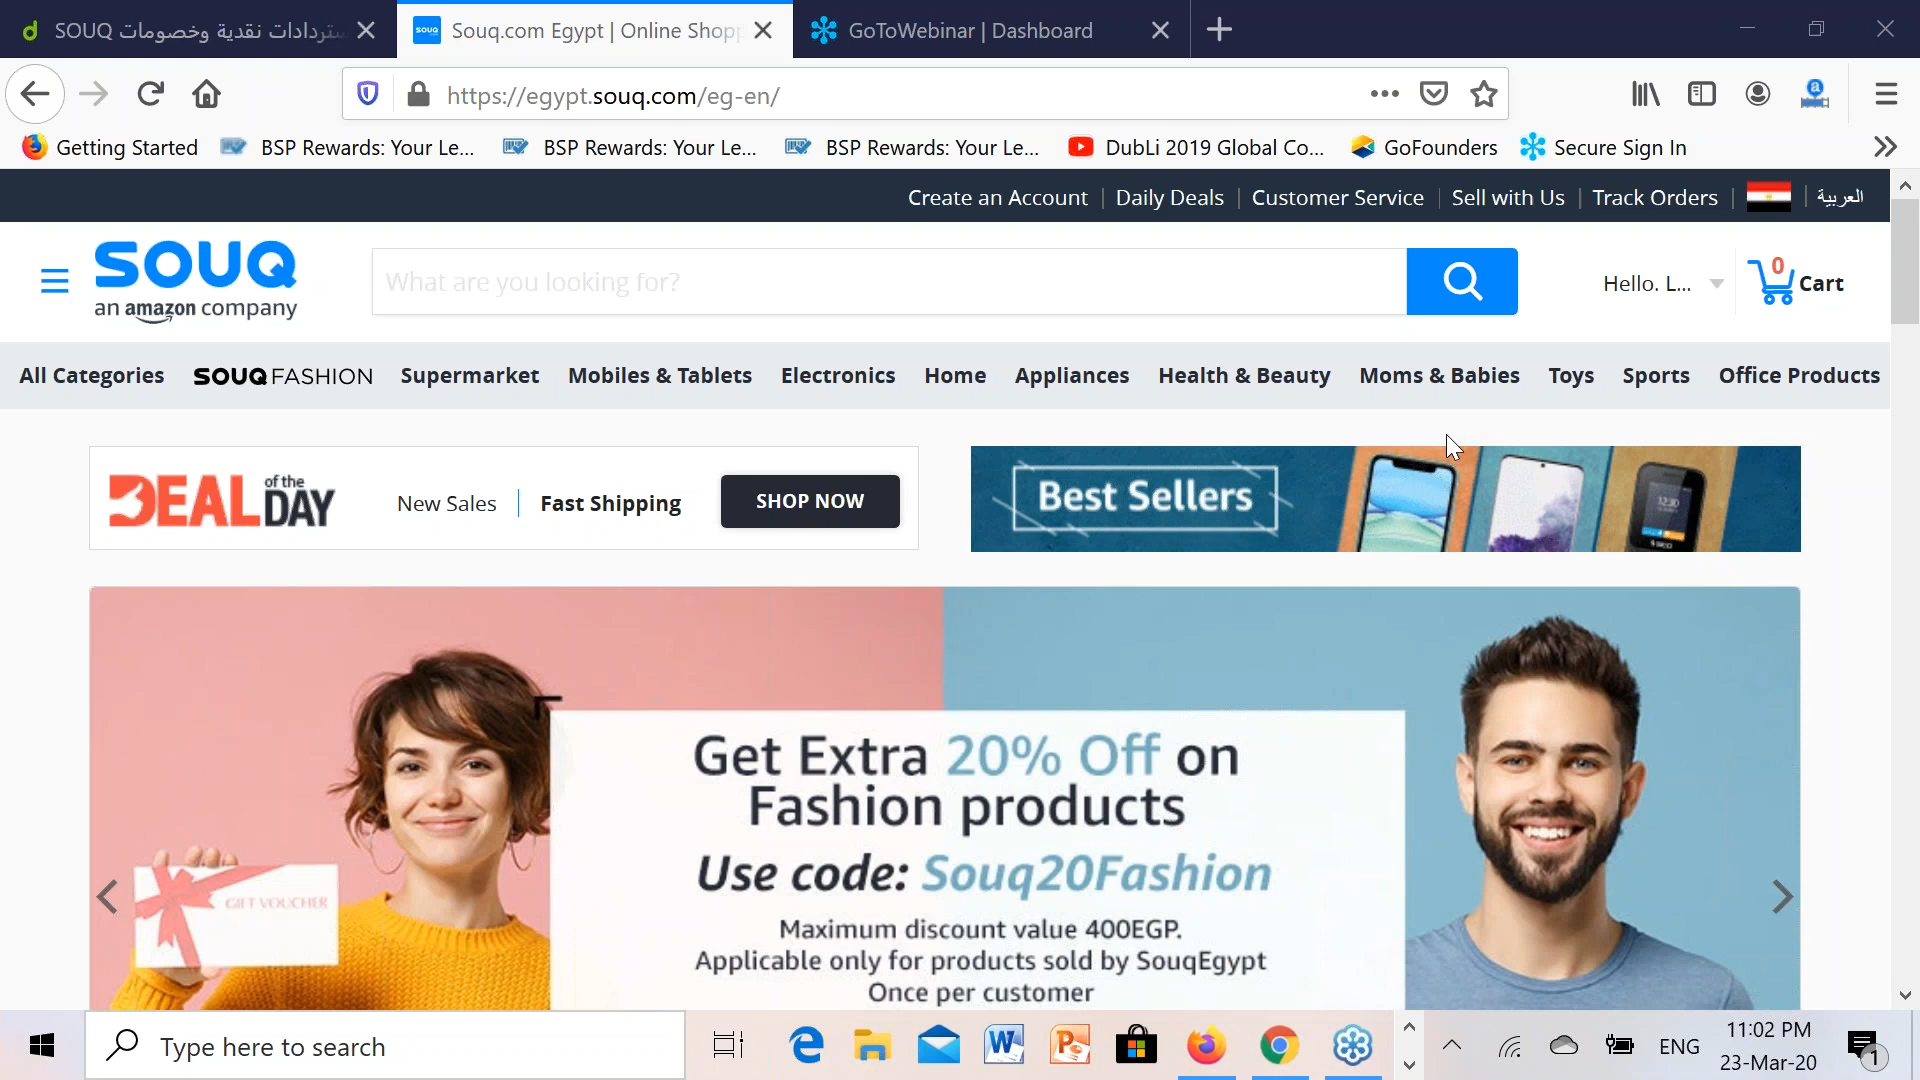 SOUQ استردادات نقدية وخصومات
Souq.com Egypt | Online Shopp
GoToWebinar | Dashboard
https://egypt.souq.com/eg-en/
Getting Started
BSP Rewards: Your Le...
BSP Rewards: Your Le...
BSP Rewards: Your Le...
DubLi 2019 Global Co...
GoFounders
Secure Sign In
Create an Account
Daily Deals
Customer Service
Sell with Us
Track Orders
العربية
SOUQ
an amazon company
What are you looking for?
Hello. L...
0
Cart
All Categories
SOUQ FASHION
Supermarket
Mobiles & Tablets
Electronics
Home
Appliances
Health & Beauty
Moms & Babies
Toys
Sports
Office Products
DEAL of the DAY
New Sales
Fast Shipping
SHOP NOW
Best Sellers
Get Extra 20% Off on
Fashion products
Use code: Souq20Fashion
Maximum discount value 400EGP.
Applicable only for products sold by SouqEgypt
Once per customer
GIFT VOUCHER
Type here to search
ENG
11:02 PM
23-Mar-20
1